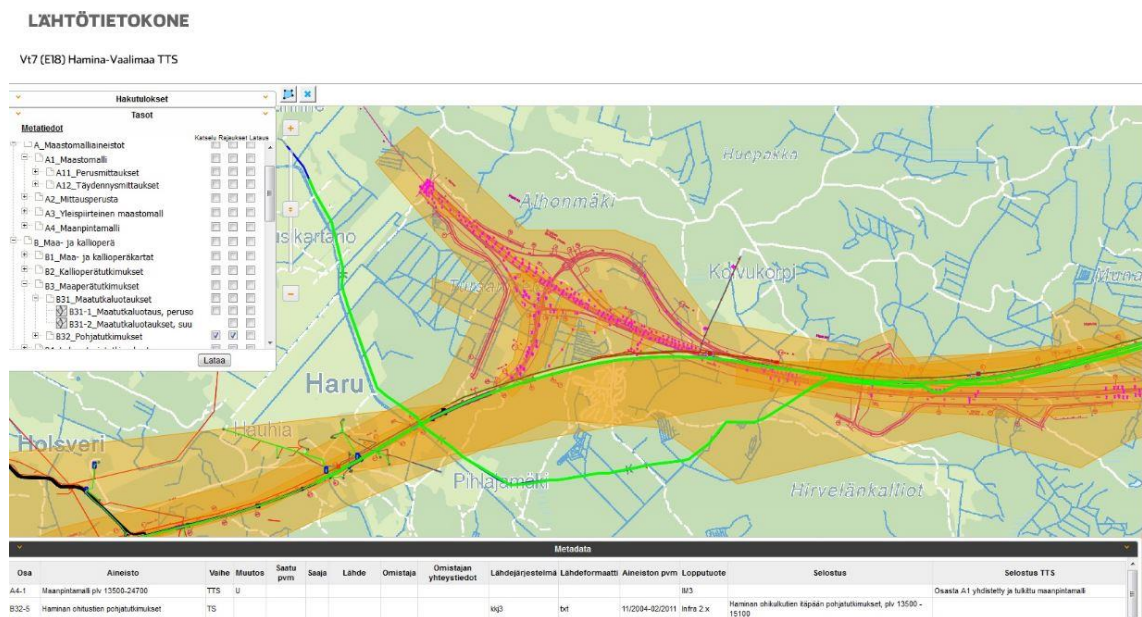 LÄHTÖTIETOKONE
Vt7 (E18) Hamina-Vaalimaa TTS
Hakutulokset
Tasot
Metatiedot
Katselu Rajaukset Lataus
A_Maastomalliaineistot
A1_Maastomalli
A11_Perusmittaukset
A12_Täydennysmittaukset
A2_Mittausperusta
A3_Yleispiirteinen maastomalli
A4_Maanpintamalli
B_Maa- ja kallioperä
B1_Maa- ja kallioperäkartat
B2_Kallioperätutkimukset
B3_Maaperätutkimukset
B31_Maatutkaluotaukset
B31-1_Maatutkaluotaus, peruso
B31-2_Maatutkaluotaukset, suu
B32_Pohjatutkimukset
Lataa
Huopakka
Alhonmäki
Koivukorpi
Haru
Hauhia
Holsveri
Pihlajamäki
Hirvelänkalliot
Metadata
Osa Aineisto Vaihe Muutos Saatu pvm Saaja Lähde Omistaja Omistajan yhteystiedot Lähdejärjestelmä Lähdeformaatti Aineiston pvm Lopputuote Selostus Selostus TTS
A4-1 Maanpintamalli plv 13500-24700 TTS U IM3 Osasta A1 yhdistetty ja tulkittu maanpintamalli
B32-5 Haminan ohitustien pohjatutkimukset TS kkj3 txt 11/2004-02/2011 Infra 2.x Haminan ohikulkutien itäpään pohjatutkimukset, plv 13500 - 15100